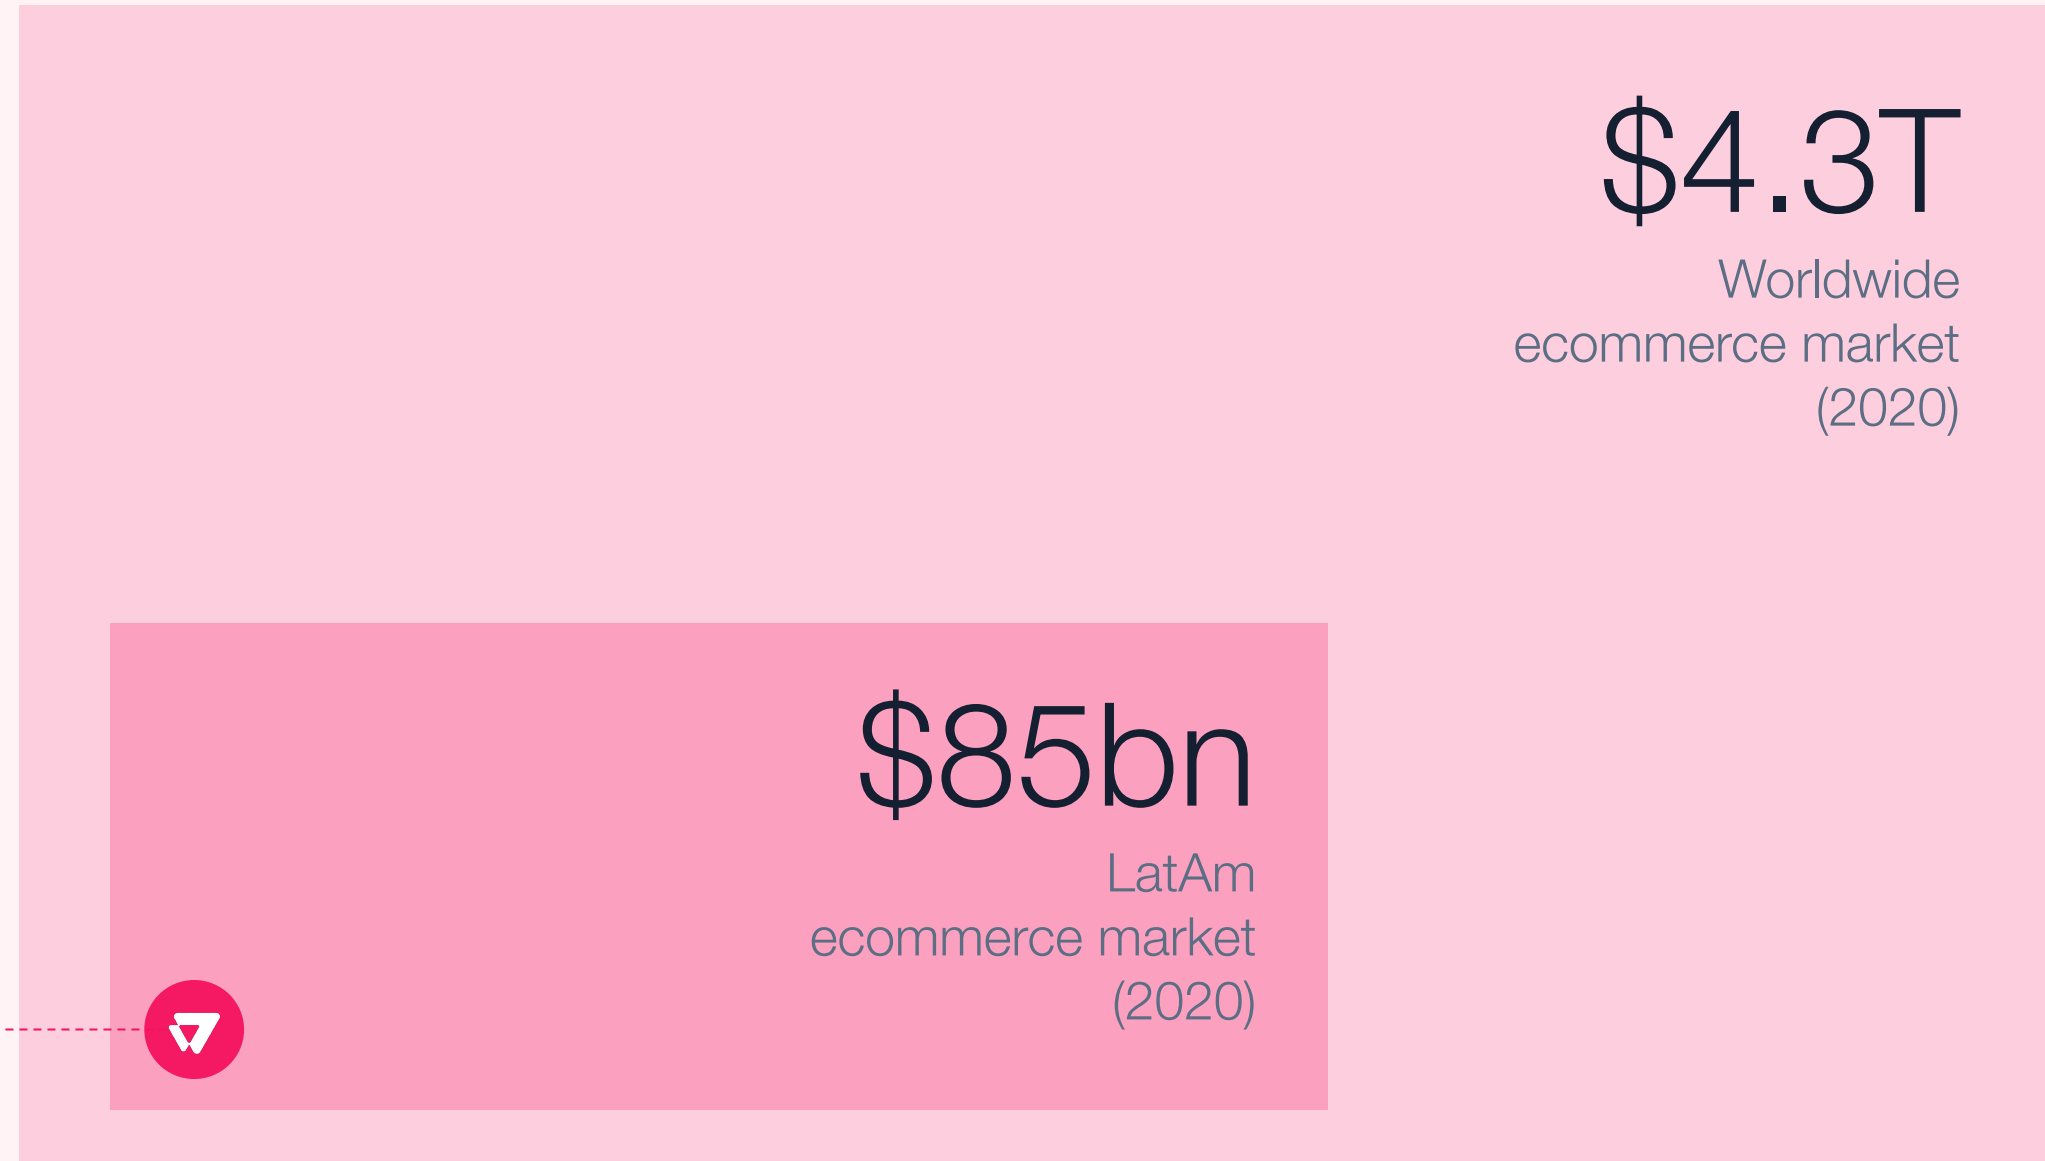 $4.3T
Worldwide
ecommerce market
(2020)
$85bn
LatAm
ecommerce market
(2020)